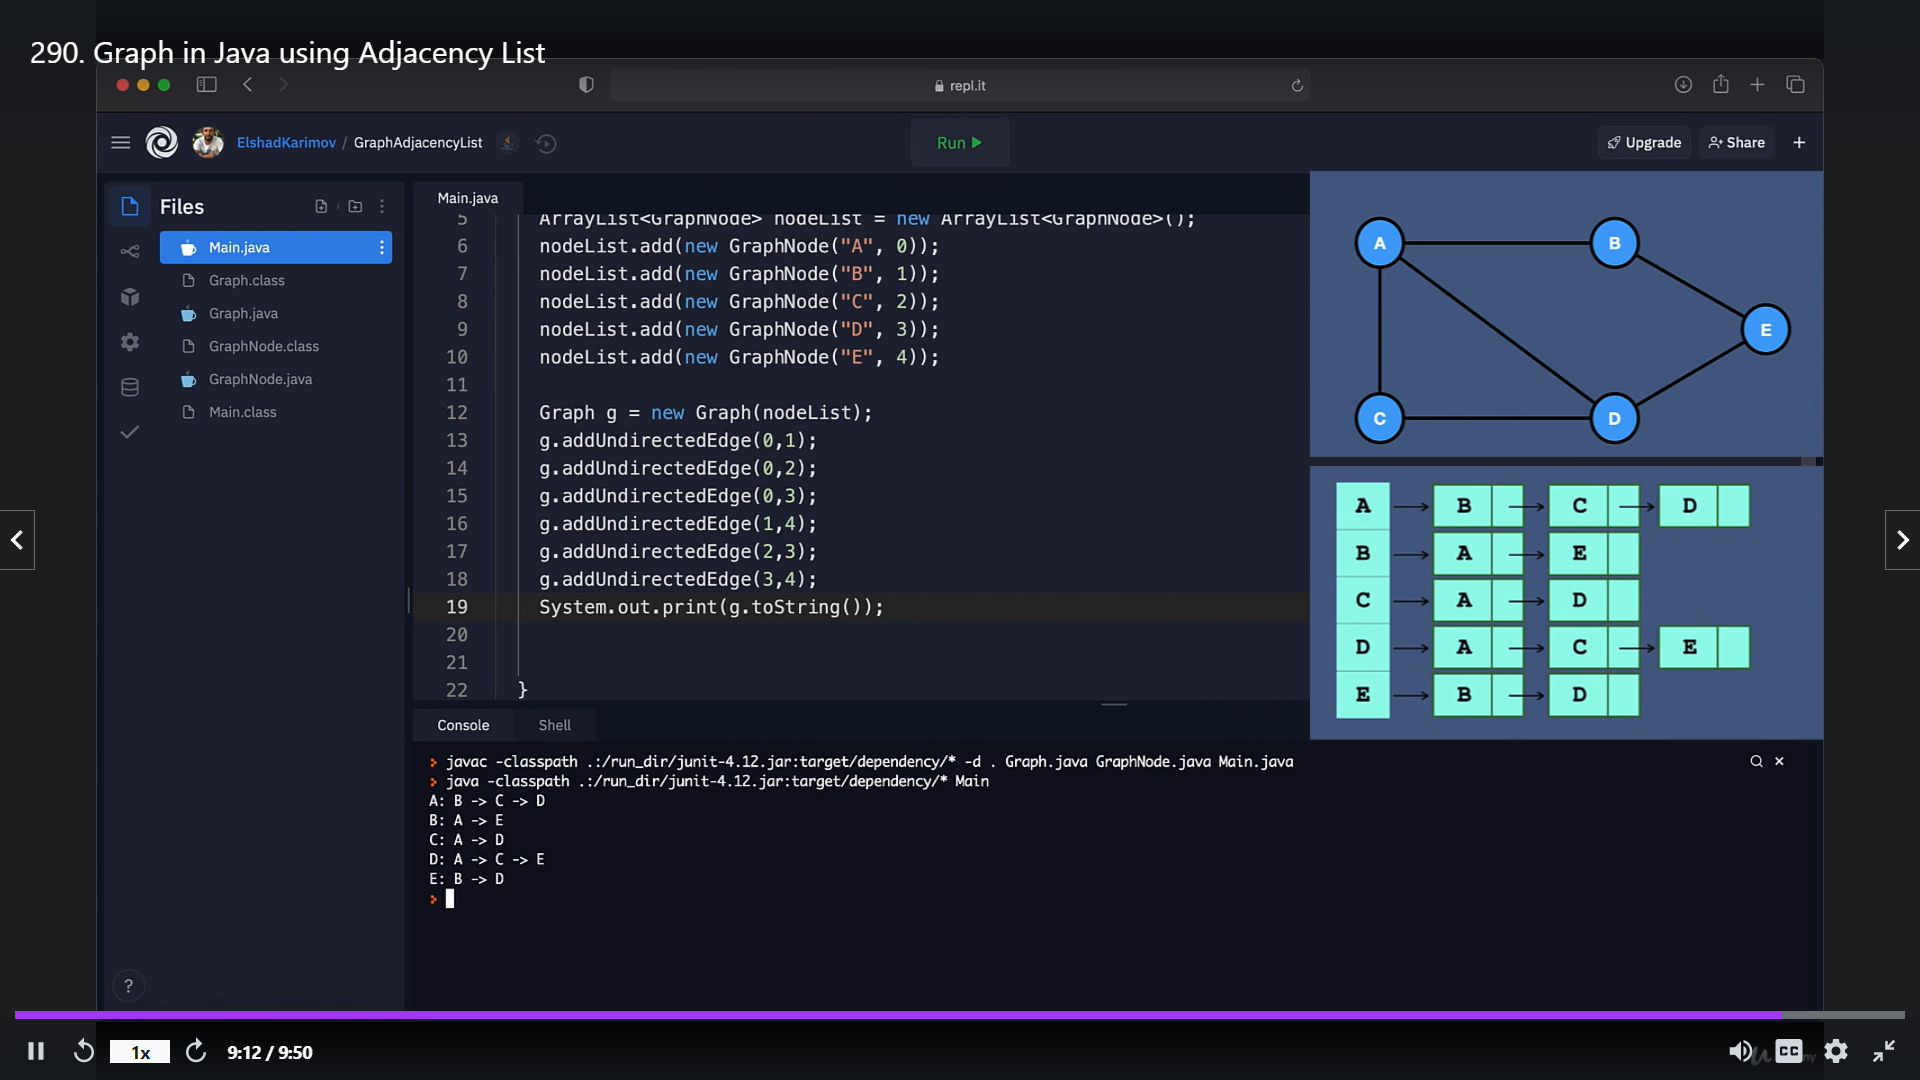 290. Graph in Java using Adjacency List
repl.it
ElshadKarimov / GraphAdjacencyList
Run
Upgrade
Share
+
Files
Main.java
Graph.class
Graph.java
GraphNode.class
GraphNode.java
Main.class
?
Main.java
5 ArrayList<GraphNode> nodeList = new ArrayList<GraphNode>();
6 nodeList.add(new GraphNode("A", 0));
7 nodeList.add(new GraphNode("B", 1));
8 nodeList.add(new GraphNode("C", 2));
9 nodeList.add(new GraphNode("D", 3));
10 nodeList.add(new GraphNode("E", 4));
11
12 Graph g = new Graph(nodeList);
13 g.addUndirectedEdge(0,1);
14 g.addUndirectedEdge(0,2);
15 g.addUndirectedEdge(0,3);
16 g.addUndirectedEdge(1,4);
17 g.addUndirectedEdge(2,3);
18 g.addUndirectedEdge(3,4);
19 System.out.print(g.toString());
20
21
22 }
A B
E
C D
A B C D
B A E
C A D
D A C E
E B D
Console Shell
> javac -classpath .:/run_dir/junit-4.12.jar:target/dependency/* -d . Graph.java GraphNode.java Main.java
> java -classpath .:/run_dir/junit-4.12.jar:target/dependency/* Main
A: B -> C -> D
B: A -> E
C: A -> D
D: A -> C -> E
E: B -> D
>
1x 9:12 / 9:50 CC